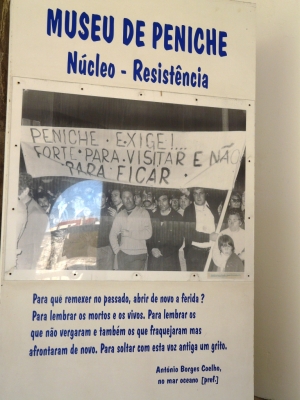 MUSEU DE PENICHE
Núcleo - Resistência
PENICHE · EXIGE!...
FORTE · PARA · VISITAR · E NÃO
PARA · FICAR ·
Para que remexer no passado, abrir de novo a ferida ?
Para lembrar os mortos e os vivos. Para lembrar os
que não vergaram e também os que fraquejaram mas
afrontaram de novo. Para soltar com esta voz antiga um grito.
António Borges Coelho,
no mar oceano [pref.]